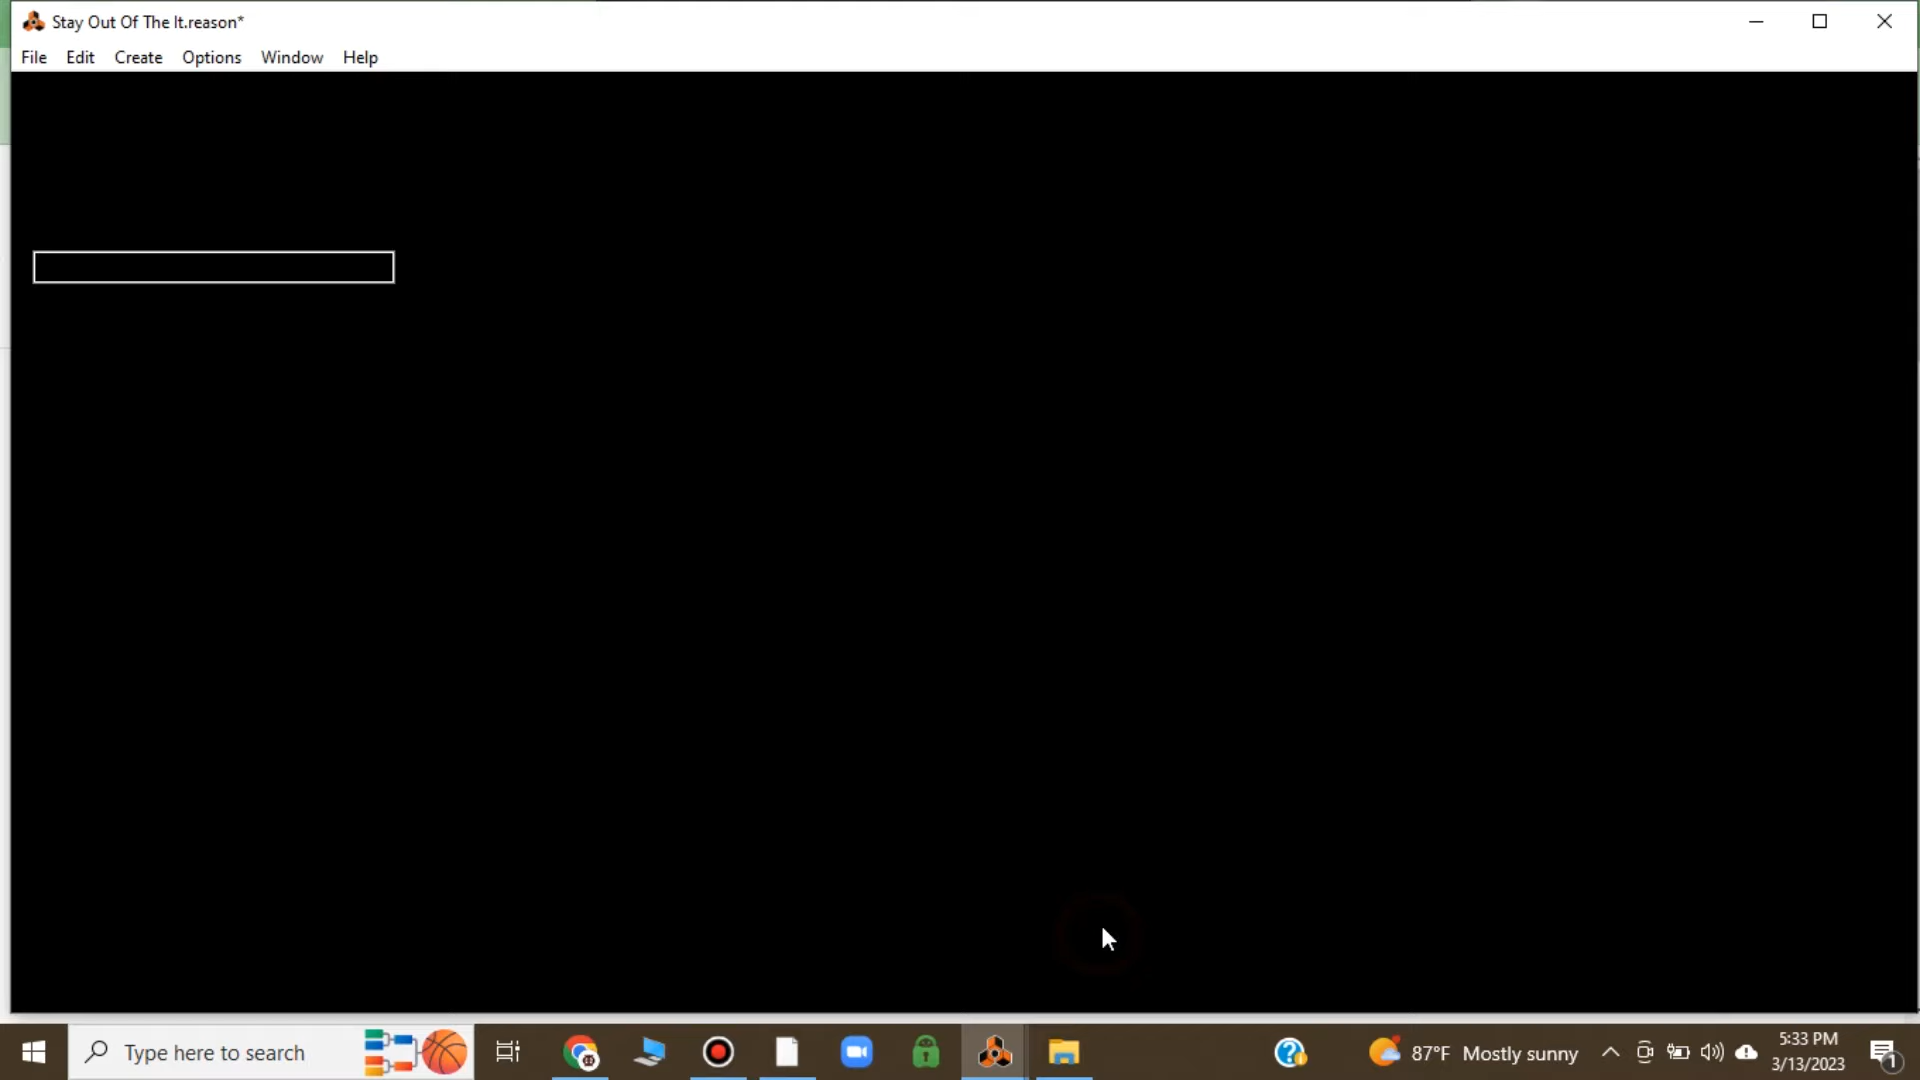 Stay Out Of The It.reason*
File Edit Create Options Window Help
Type here to search
87°F Mostly sunny
5:33 PM
3/13/2023
1